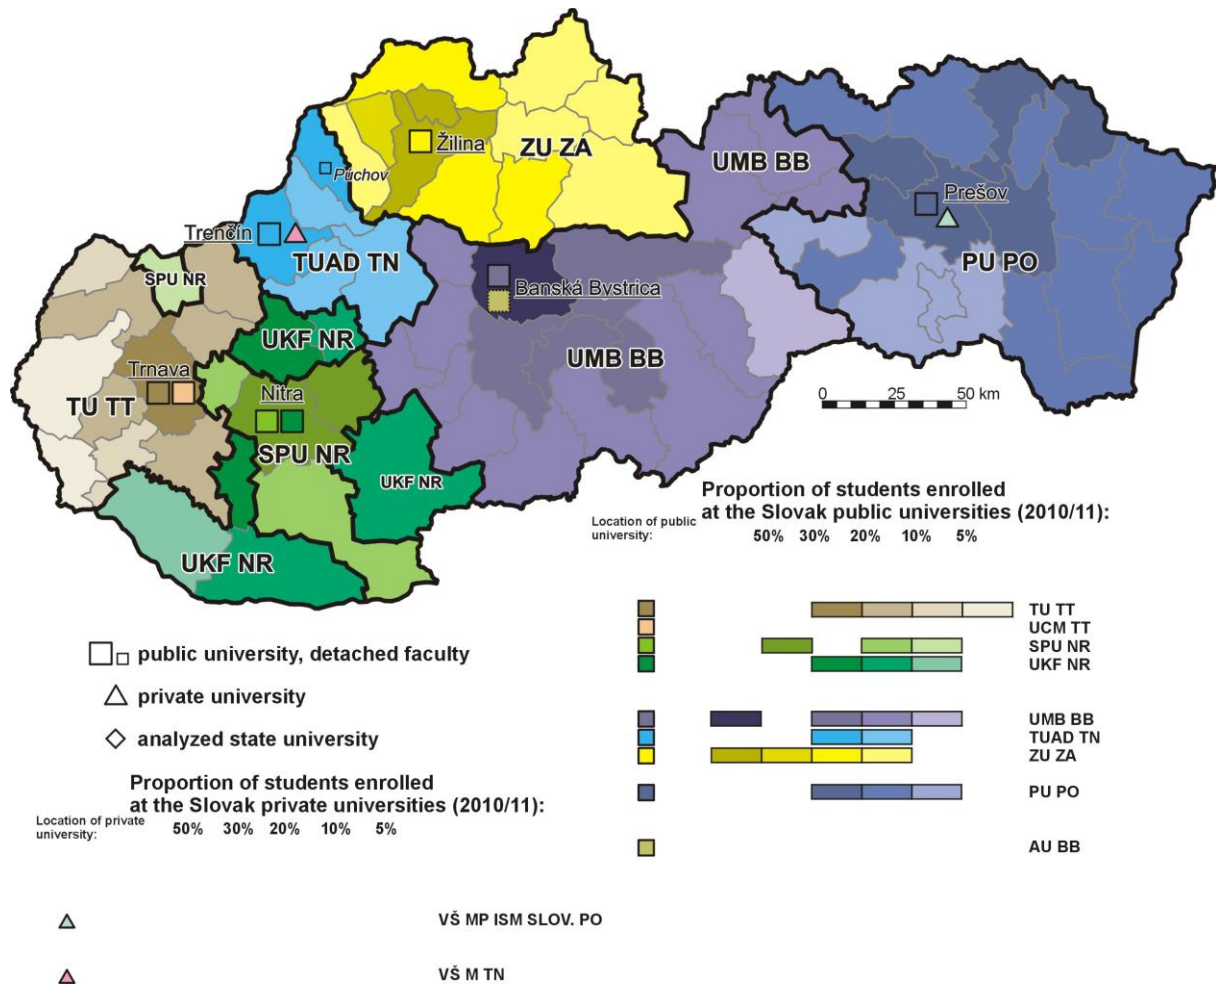 Žilina
ZU ZA
UMB BB
Púchov
Prešov
Trenčín
TUAD TN
PU PO
SPU NR
Banská Bystrica
UKF NR
UMB BB
Trnava
Nitra
TU TT
SPU NR
UKF NR
UKF NR
0 25 50 km
Proportion of students enrolled
at the Slovak public universities (2010/11):
Location of public
university:
50% 30% 20% 10% 5%
TU TT
UCM TT
SPU NR
UKF NR
UMB BB
TUAD TN
ZU ZA
PU PO
AU BB
public university, detached faculty
private university
analyzed state university
Proportion of students enrolled
at the Slovak private universities (2010/11):
Location of private
university:
50% 30% 20% 10% 5%
VŠ MP ISM SLOV. PO
VŠ M TN